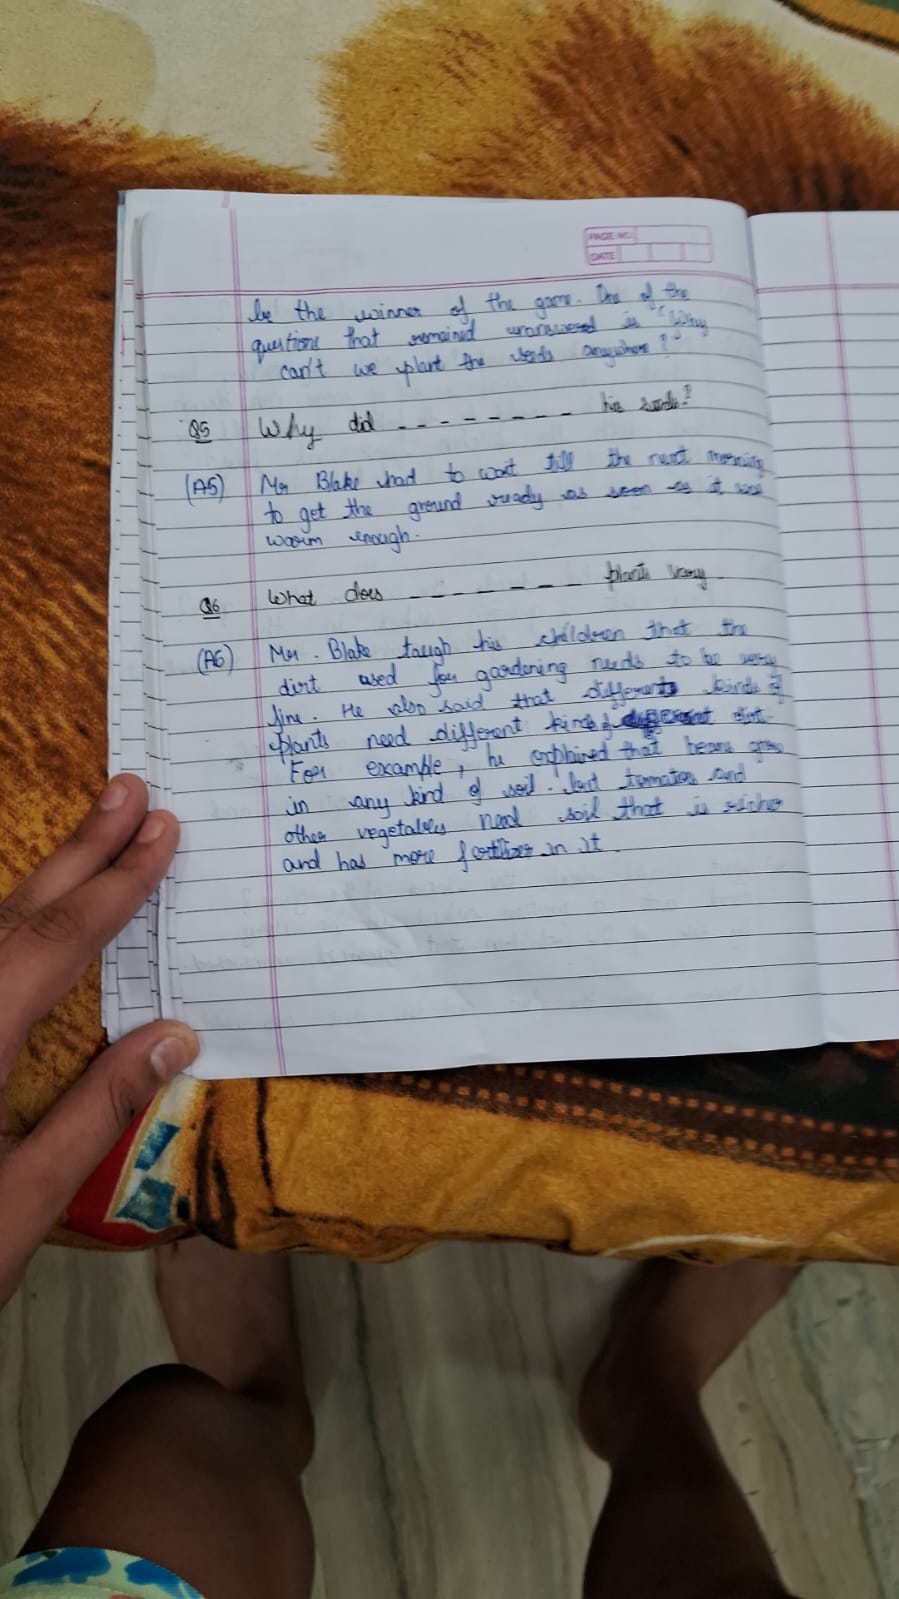 PAGE NO.
DATE
be the winner of the game. One of the
questions that remained unanswered is "Why
can't we plant the seeds anywhere?"
Q5 Why did - - - - - - - - his seeds?
(A5) Mr Blake had to wait till the next morning
to get the ground ready as soon as it was
warm enough.
Q6 What does - - - - - - - plants vary.
(A6) Mr. Blake taugh his children that the
dirt used for gardening needs to be very
fine. He also said that different kinds of
plants need different kind of different dirt.
For example, he explained that beans grow
in any kind of soil. but tomatoes and
other vegetables need soil that is richer
and has more fertilizer in it.